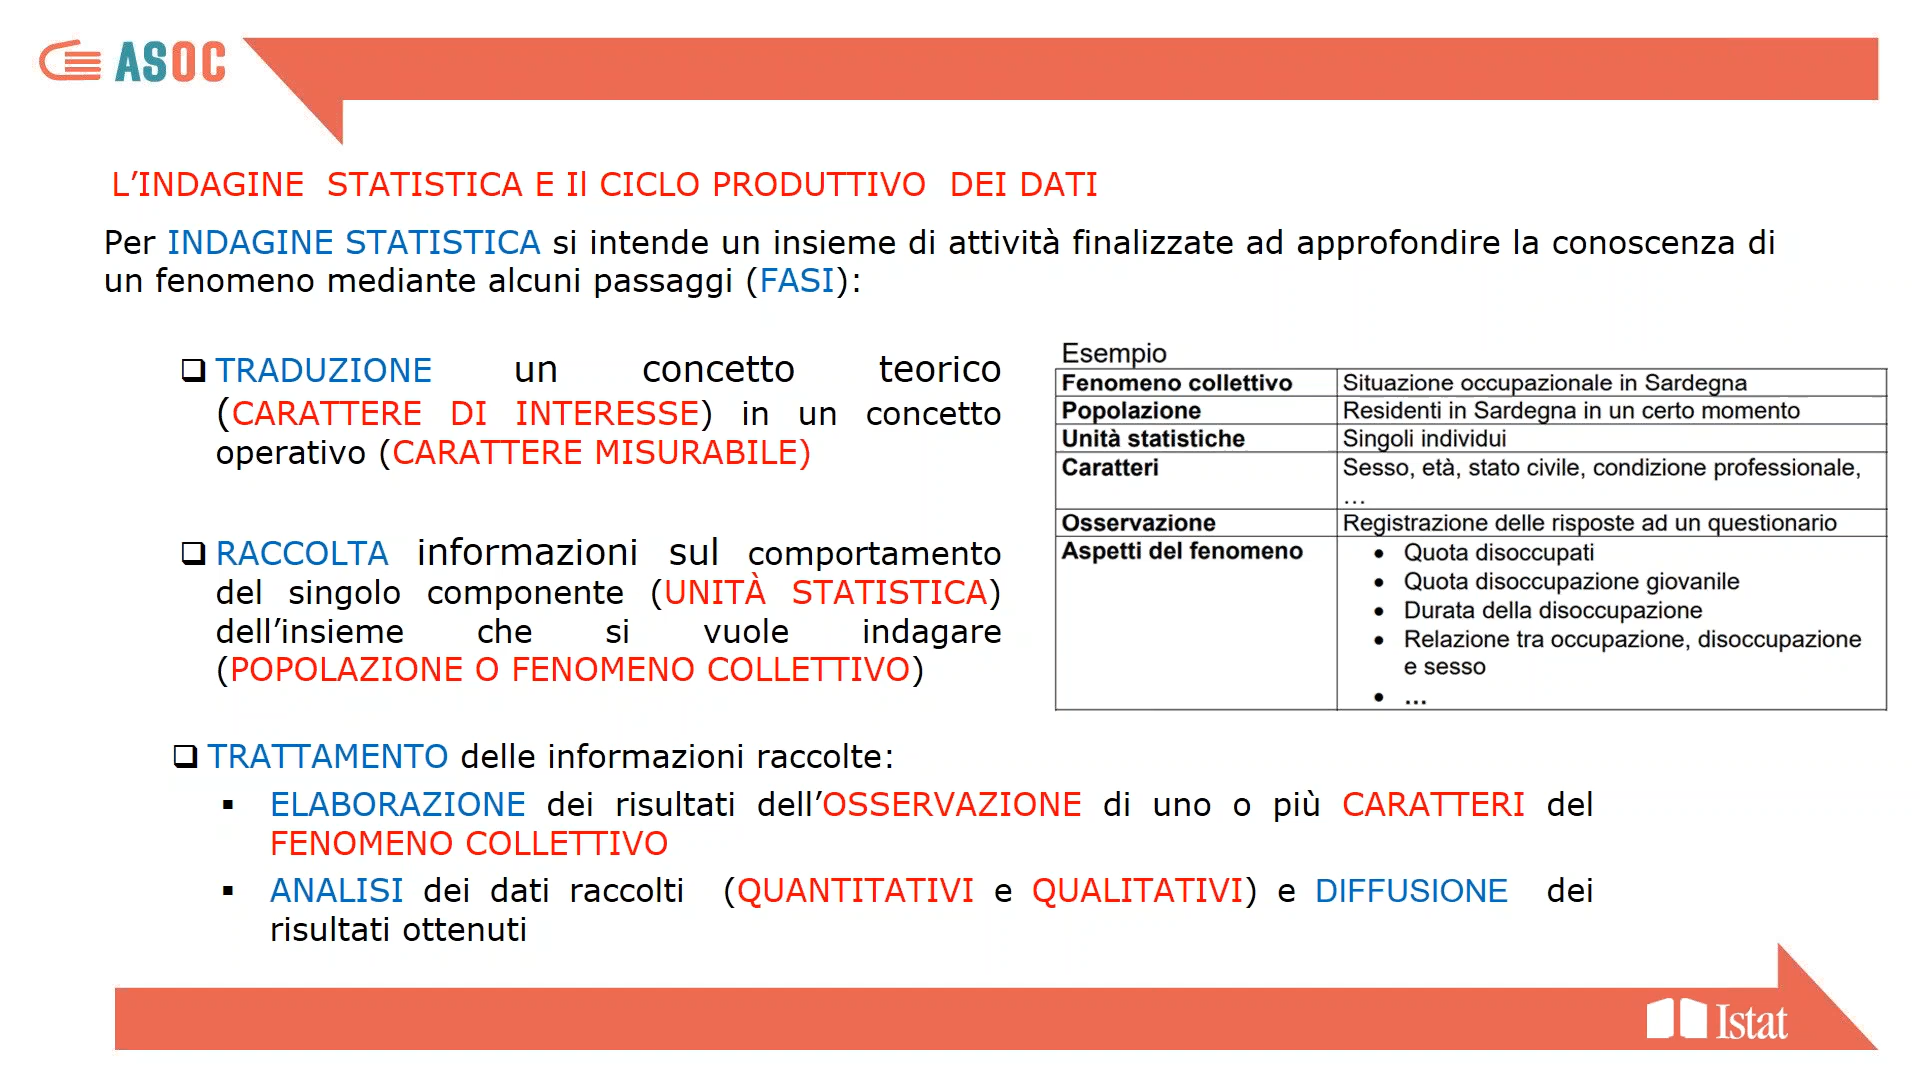 ASOC
L’INDAGINE STATISTICA E Il CICLO PRODUTTIVO DEI DATI
Per INDAGINE STATISTICA si intende un insieme di attività finalizzate ad approfondire la conoscenza di
un fenomeno mediante alcuni passaggi (FASI):
❑ TRADUZIONE un concetto teorico
(CARATTERE DI INTERESSE) in un concetto
operativo (CARATTERE MISURABILE)
❑ RACCOLTA informazioni sul comportamento
del singolo componente (UNITÀ STATISTICA)
dell’insieme che si vuole indagare
(POPOLAZIONE O FENOMENO COLLETTIVO)
Esempio
Fenomeno collettivo Situazione occupazionale in Sardegna
Popolazione Residenti in Sardegna in un certo momento
Unità statistiche Singoli individui
Caratteri Sesso, età, stato civile, condizione professionale,
…
Osservazione Registrazione delle risposte ad un questionario
Aspetti del fenomeno • Quota disoccupati
• Quota disoccupazione giovanile
• Durata della disoccupazione
• Relazione tra occupazione, disoccupazione
e sesso
• …
❑ TRATTAMENTO delle informazioni raccolte:
▪ ELABORAZIONE dei risultati dell’OSSERVAZIONE di uno o più CARATTERI del
FENOMENO COLLETTIVO
▪ ANALISI dei dati raccolti (QUANTITATIVI e QUALITATIVI) e DIFFUSIONE dei
risultati ottenuti
Istat